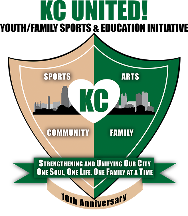 KC UNITED!
YOUTH/FAMILY SPORTS & EDUCATION INITIATIVE
SPORTS ARTS
KC
COMMUNITY FAMILY
STRENGTHENING AND UNIFYING OUR CITY
ONE SOUL, ONE LIFE, ONE FAMILY AT A TIME
10th Anniversary